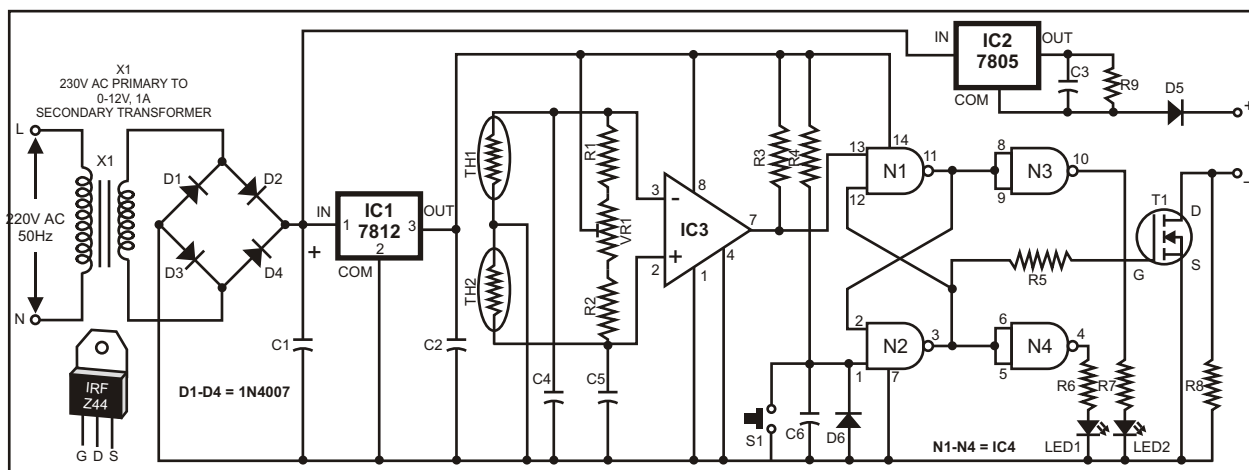 X1
230V AC PRIMARY TO
0-12V, 1A
SECONDARY TRANSFORMER
L
X1
220V AC
50Hz
N
D1
D2
D3
D4
IRF
Z44
G D S
D1-D4 = 1N4007
IN
OUT
IC1
7812
1
3
2
COM
+
C1
C2
TH1
TH2
R1
VR1
R2
C4
C5
3
-
8
IC3
7
+
2
1
4
R3
R4
S1
C6
D6
IN
OUT
IC2
7805
COM
C3
R9
D5
+
14
13
N1
11
12
8
N3
10
9
–
T1
D
G
S
R5
2
N2
3
1
7
6
N4
4
5
R6
R7
R8
LED1
LED2
N1-N4 = IC4